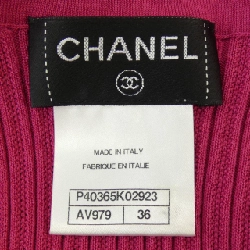 CHANEL
MADE IN ITALY
FABRIQUE EN ITALIE
P40365K02923
AV979 36